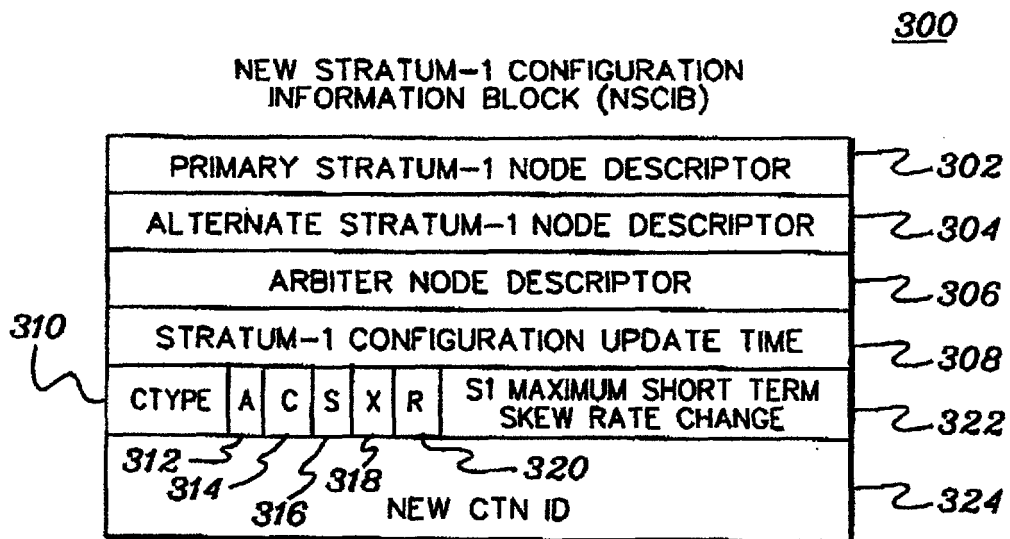 300
NEW STRATUM-1 CONFIGURATION
INFORMATION BLOCK (NSCIB)
PRIMARY STRATUM-1 NODE DESCRIPTOR
302
ALTERNATE STRATUM-1 NODE DESCRIPTOR
304
ARBITER NODE DESCRIPTOR
306
310
STRATUM-1 CONFIGURATION UPDATE TIME
308
CTYPE A C S X R S1 MAXIMUM SHORT TERM
SKEW RATE CHANGE
322
312
314
316
318
320
NEW CTN ID
324